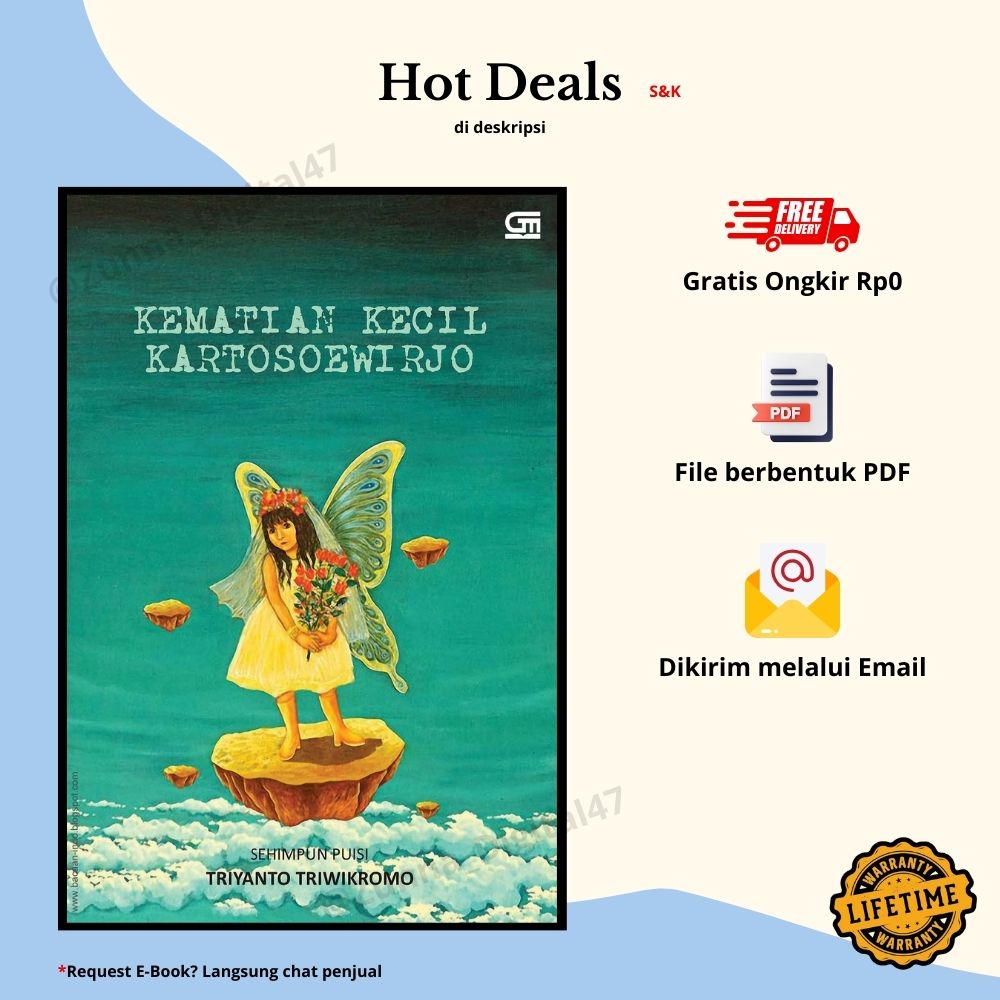 Hot Deals
S&K
di deskripsi
GM
KEMATIAN KECIL
KARTOSOEWIRJO
SEHIMPUN PUISI
TRIYANTO TRIWIKROMO
FREE
DELIVERY
Gratis Ongkir Rp0
PDF
File berbentuk PDF
@
Dikirim melalui Email
WARRANTY
LIFETIME
WARRANTY
*Request E-Book? Langsung chat penjual